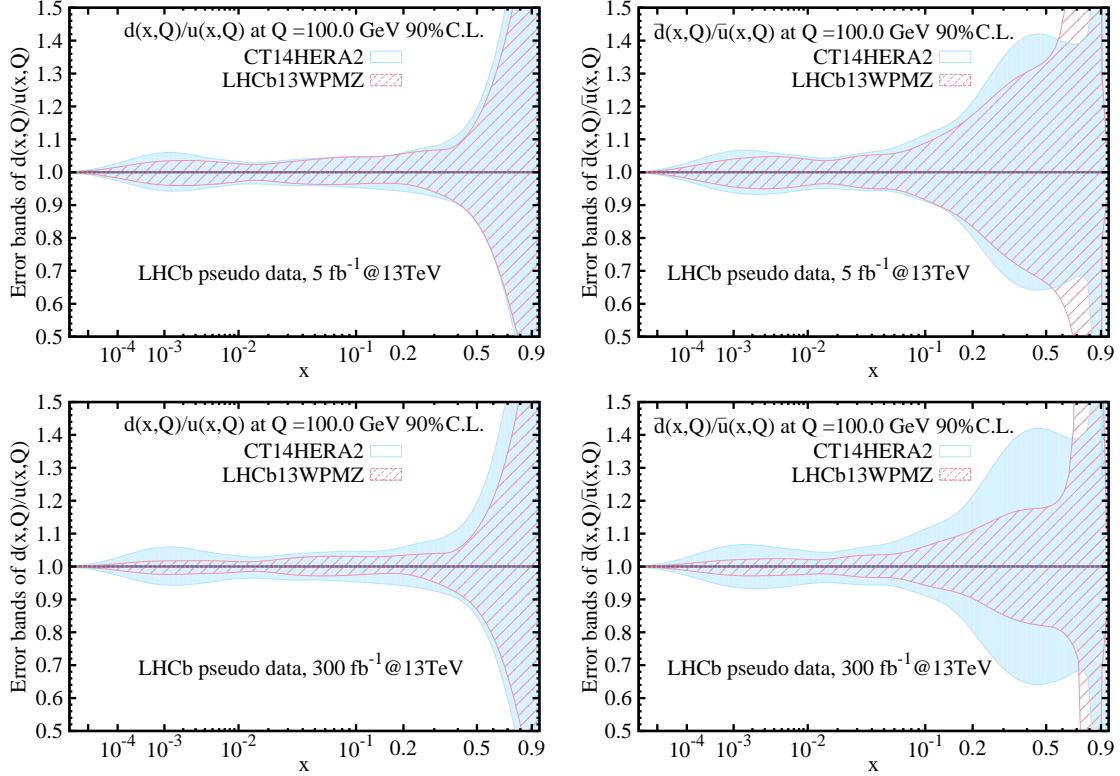 d(x,Q)/u(x,Q) at Q =100.0 GeV 90%C.L.
CT14HERA2
LHCb13WPMZ
LHCb pseudo data, 5 fb⁻¹@13TeV
Error bands of d(x,Q)/u(x,Q)
1.5
1.4
1.3
1.2
1.1
1.0
0.9
0.8
0.7
0.6
0.5
10⁻⁴ 10⁻³ 10⁻² 10⁻¹ 0.2 0.5 0.9
x
d̅(x,Q)/u̅(x,Q) at Q =100.0 GeV 90%C.L.
CT14HERA2
LHCb13WPMZ
LHCb pseudo data, 5 fb⁻¹@13TeV
Error bands of d̅(x,Q)/u̅(x,Q)
1.5
1.4
1.3
1.2
1.1
1.0
0.9
0.8
0.7
0.6
0.5
10⁻⁴ 10⁻³ 10⁻² 10⁻¹ 0.2 0.5 0.9
x
d(x,Q)/u(x,Q) at Q =100.0 GeV 90%C.L.
CT14HERA2
LHCb13WPMZ
LHCb pseudo data, 300 fb⁻¹@13TeV
Error bands of d(x,Q)/u(x,Q)
1.5
1.4
1.3
1.2
1.1
1.0
0.9
0.8
0.7
0.6
0.5
10⁻⁴ 10⁻³ 10⁻² 10⁻¹ 0.2 0.5 0.9
x
d̅(x,Q)/u̅(x,Q) at Q =100.0 GeV 90%C.L.
CT14HERA2
LHCb13WPMZ
LHCb pseudo data, 300 fb⁻¹@13TeV
Error bands of d̅(x,Q)/u̅(x,Q)
1.5
1.4
1.3
1.2
1.1
1.0
0.9
0.8
0.7
0.6
0.5
10⁻⁴ 10⁻³ 10⁻² 10⁻¹ 0.2 0.5 0.9
x